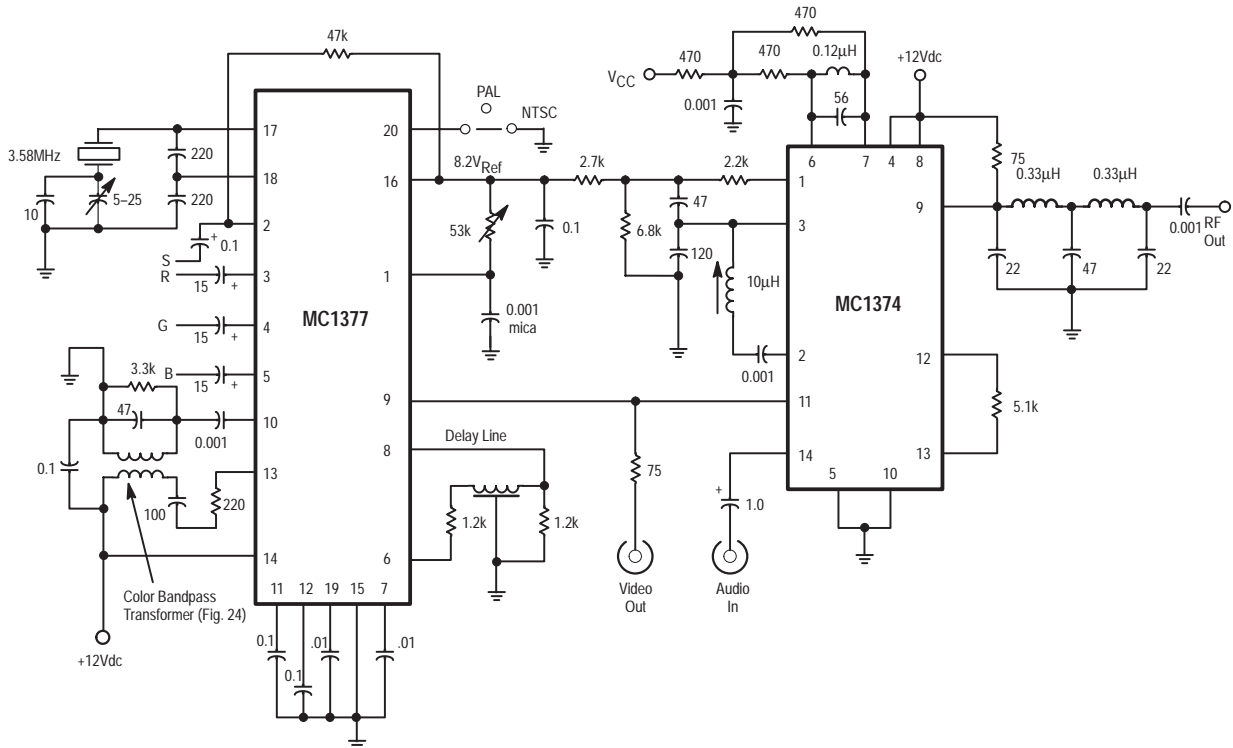 470
47k
470
470
0.12µH
+12Vdc
VCC
0.001
56
PAL
NTSC
17
20
6
7
4
8
3.58MHz
220
8.2VRef
2.7k
2.2k
75
0.33µH
0.33µH
18
16
1
9
10
5–25
220
47
0.001
RF
Out
2
53k
0.1
6.8k
3
+
0.1
120
22
47
22
S
R
15
+
3
1
10µH
MC1377
0.001
mica
MC1374
G
15
+
4
2
12
3.3k
B
15
+
5
0.001
47
9
11
5.1k
0.001
10
8
Delay Line
0.1
13
75
14
13
5
10
100
220
1.2k
1.2k
+
1.0
14
6
11
12
19
15
7
Video
Out
Audio
In
Color Bandpass
Transformer (Fig. 24)
0.1
.01
.01
+12Vdc
0.1